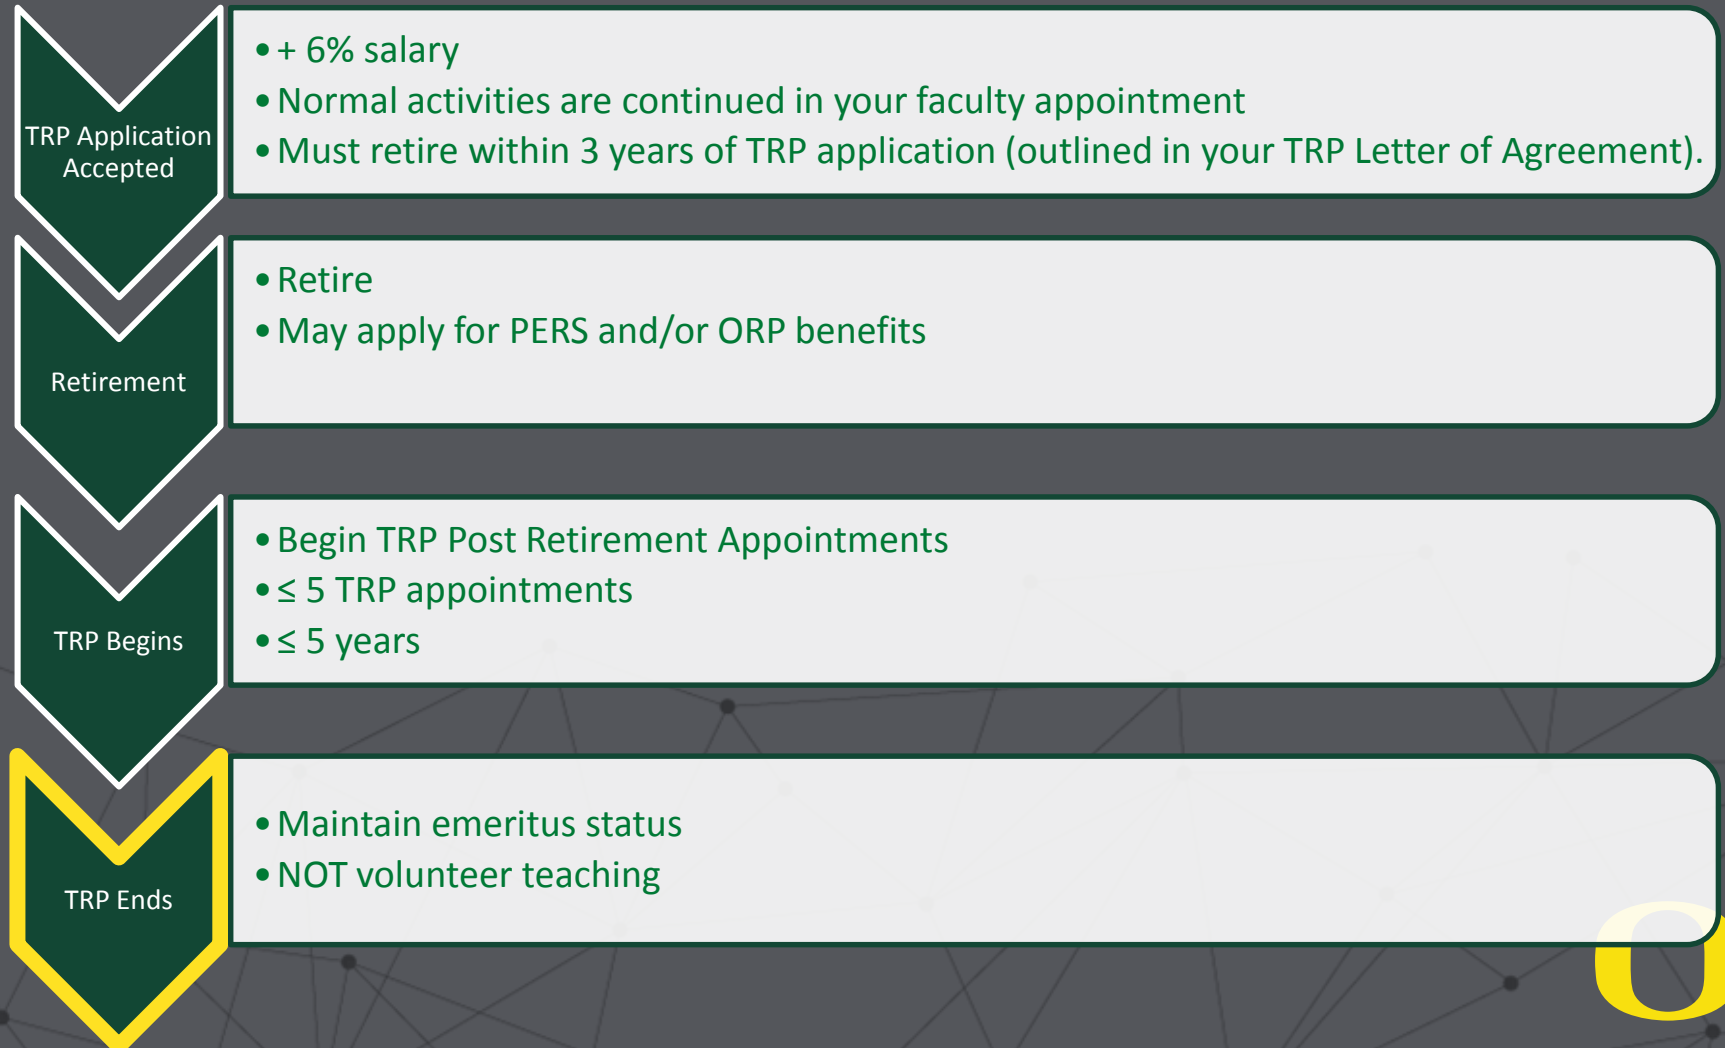 TRP Application
Accepted
• + 6% salary
• Normal activities are continued in your faculty appointment
• Must retire within 3 years of TRP application (outlined in your TRP Letter of Agreement).
Retirement
• Retire
• May apply for PERS and/or ORP benefits
TRP Begins
• Begin TRP Post Retirement Appointments
• ≤ 5 TRP appointments
• ≤ 5 years
TRP Ends
• Maintain emeritus status
• NOT volunteer teaching
O